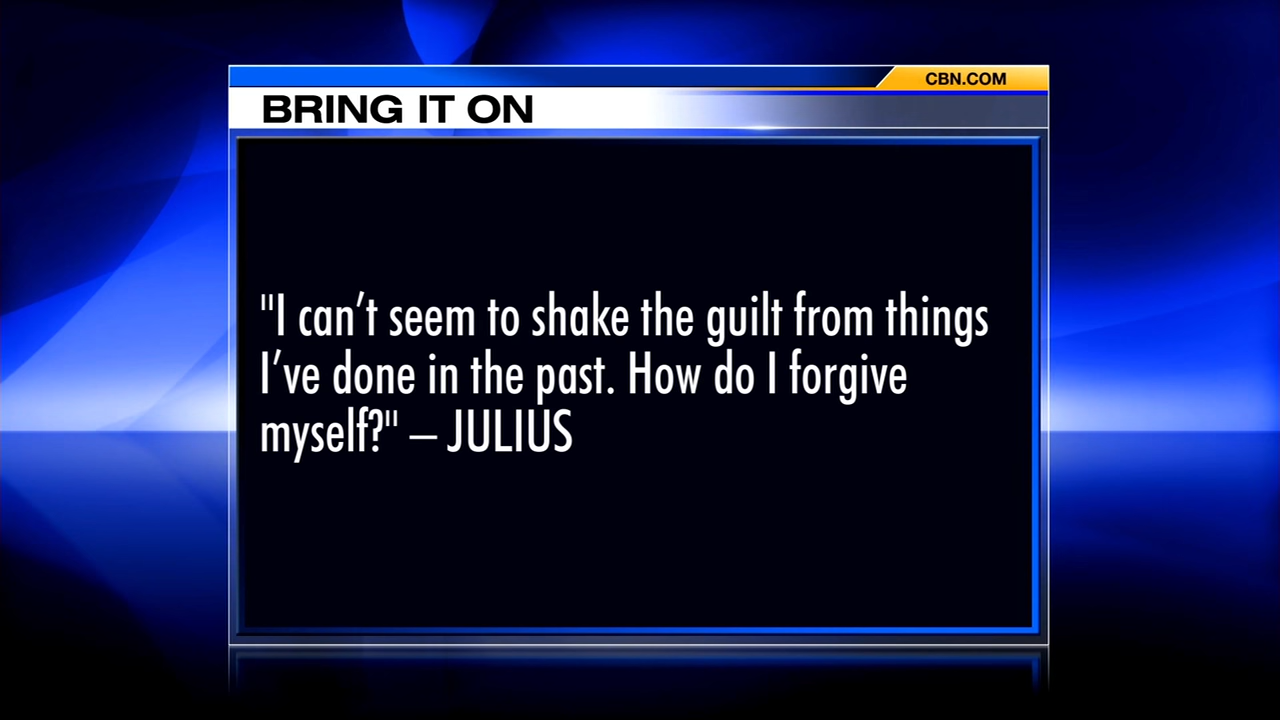 CBN.COM
BRING IT ON
"I can't seem to shake the guilt from things
I've done in the past. How do I forgive
myself?" – JULIUS